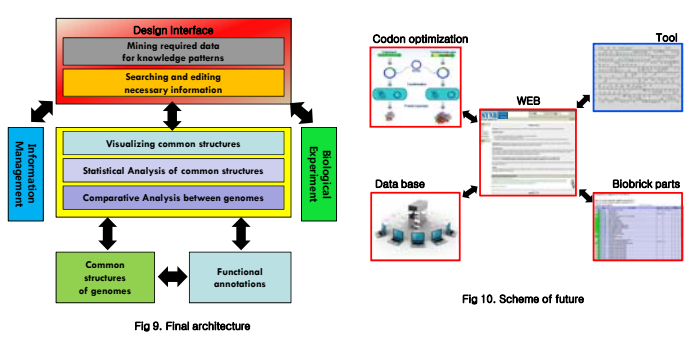 Design interface
Mining required data
for knowledge patterns
Searching and editing
necessary information
Information
Management
Visualizing common structures
Statistical Analysis of common structures
Comparative Analysis between genomes
Biological
Experiment
Common
structures
of genomes
Functional
annotations
Fig 9. Final architecture
Codon optimization
Tool
WEB
Data base
Biobrick parts
Fig 10. Scheme of future